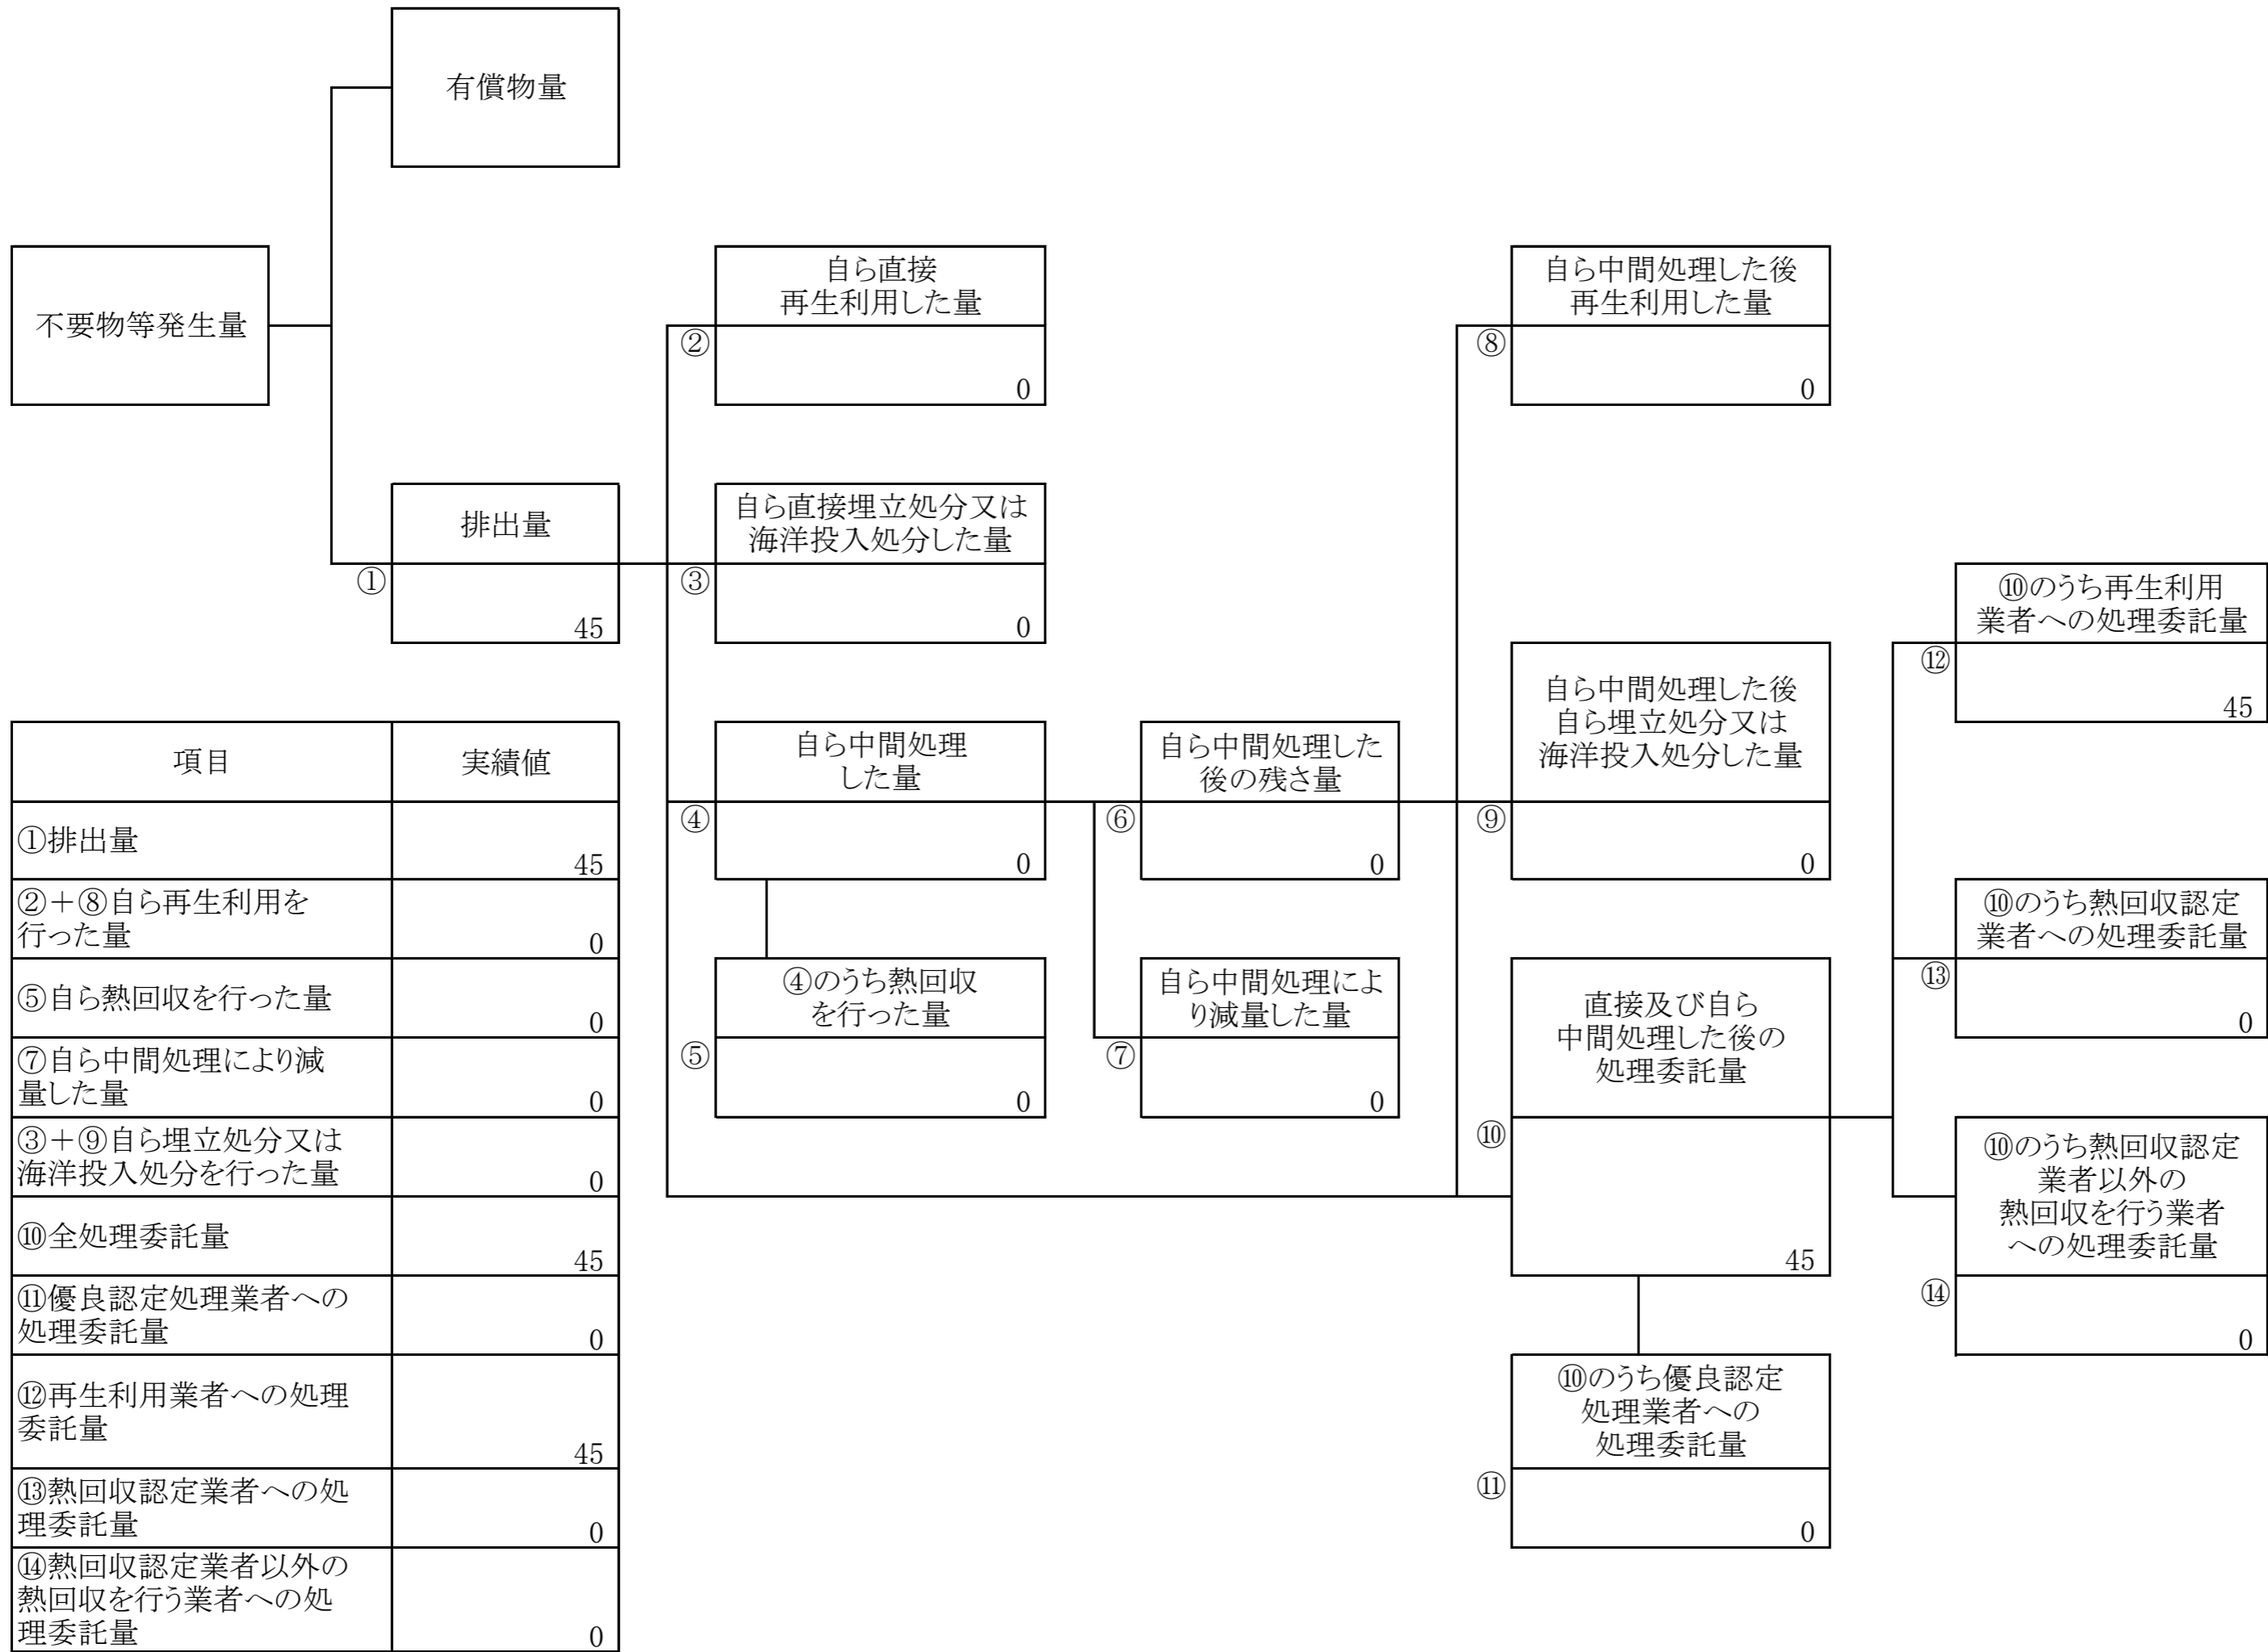 有償物量
不要物等発生量
自ら直接
再生利用した量
②
0
自ら中間処理した後
再生利用した量
⑧
0
排出量
①
45
自ら直接埋立処分又は
海洋投入処分した量
③
0
⑩のうち再生利用
業者への処理委託量
⑫
45
自ら中間処理
した量
④
0
自ら中間処理した
後の残さ量
⑥
0
自ら中間処理した後
自ら埋立処分又は
海洋投入処分した量
⑨
0
⑩のうち熱回収認定
業者への処理委託量
⑬
0
④のうち熱回収
を行った量
⑤
0
自ら中間処理によ
り減量した量
⑦
0
直接及び自ら
中間処理した後の
処理委託量
⑩
45
⑩のうち熱回収認定
業者以外の
熱回収を行う業者
への処理委託量
⑭
0
⑩のうち優良認定
処理業者への
処理委託量
⑪
0
項目 実績値
①排出量
45
②＋⑧自ら再生利用を
行った量 0
⑤自ら熱回収を行った量
0
⑦自ら中間処理により減
量した量 0
③＋⑨自ら埋立処分又は
海洋投入処分を行った量 0
⑩全処理委託量
45
⑪優良認定処理業者への
処理委託量 0
⑫再生利用業者への処理
委託量
45
⑬熱回収認定業者への処
理委託量 0
⑭熱回収認定業者以外の
熱回収を行う業者への処
理委託量 0